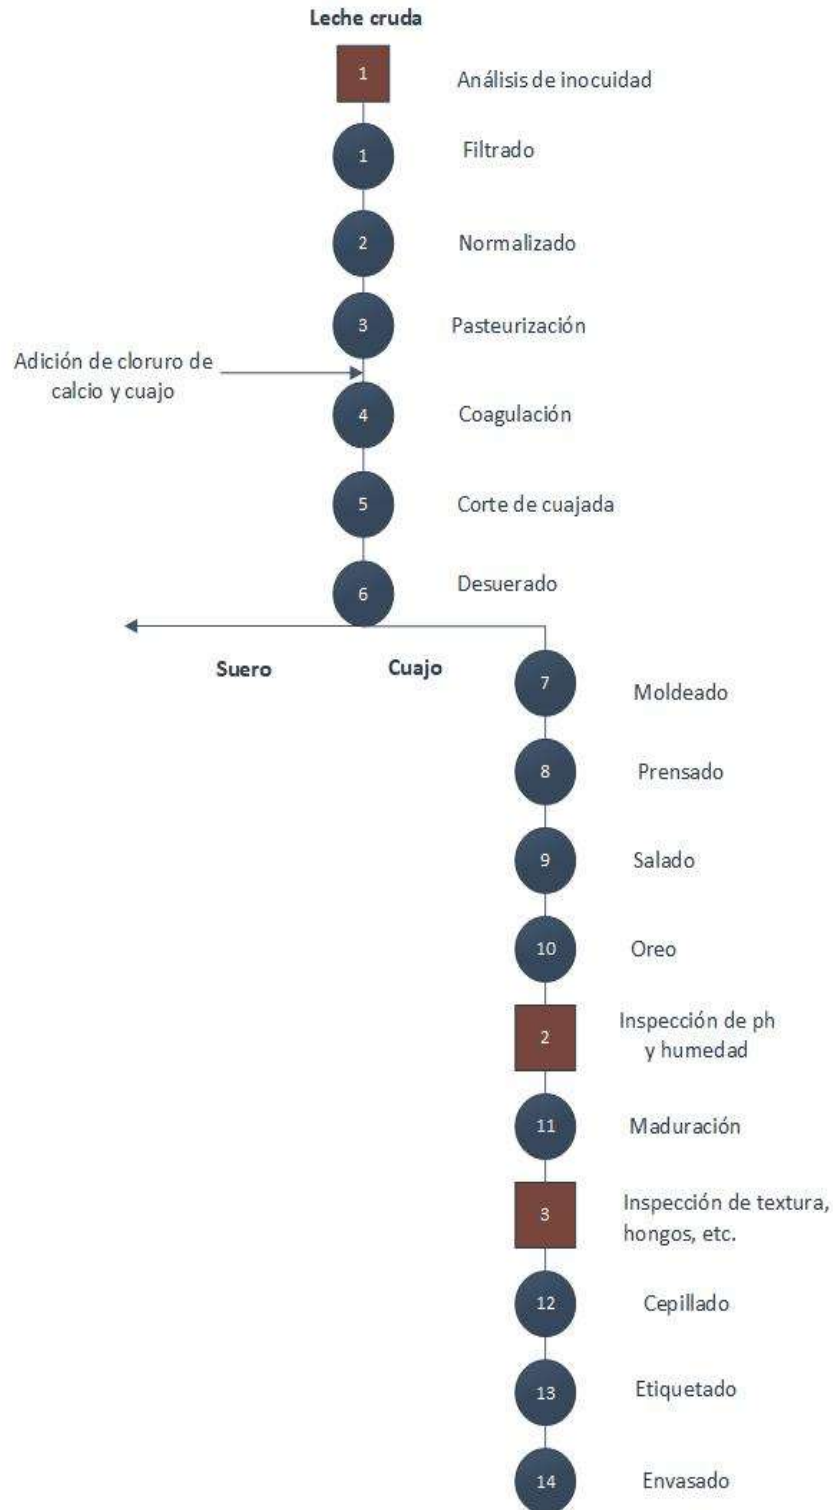 Leche cruda
1
Análisis de inocuidad
1
Filtrado
2
Normalizado
3
Pasteurización
Adición de cloruro de
calcio y cuajo
4
Coagulación
5
Corte de cuajada
6
Desuerado
Suero
Cuajo
7
Moldeado
8
Prensado
9
Salado
10
Oreo
2
Inspección de ph
y humedad
11
Maduración
3
Inspección de textura,
hongos, etc.
12
Cepillado
13
Etiquetado
14
Envasado